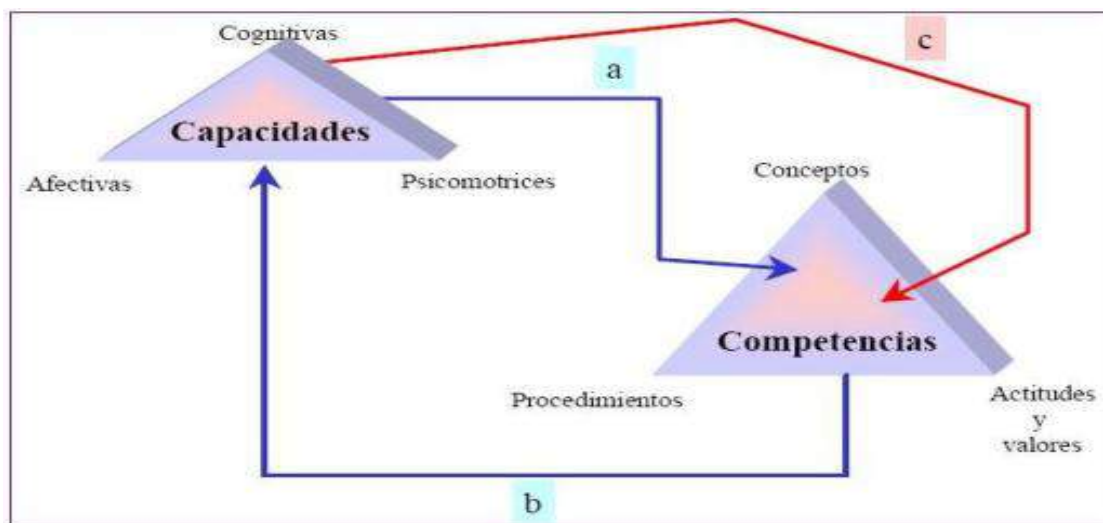 Cognitivas
c
a
Capacidades
Afectivas
Psicomotrices
Conceptos
Competencias
Procedimientos
Actitudes
y
valores
b